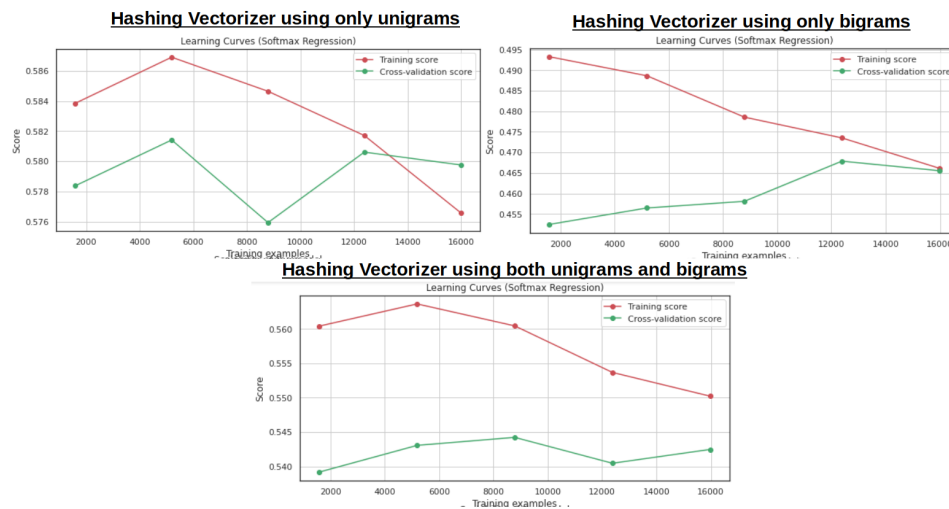 Hashing Vectorizer using only unigrams
Learning Curves (Softmax Regression)
0.586
0.584
0.582
0.580
0.578
0.576
Score
Training score
Cross-validation score
2000 4000 6000 8000 10000 12000 14000 16000
Training examples
Hashing Vectorizer using only bigrams
Learning Curves (Softmax Regression)
0.495
0.490
0.485
0.480
0.475
0.470
0.465
0.460
0.455
Score
Training score
Cross-validation score
2000 4000 6000 8000 10000 12000 14000 16000
Training examples
Hashing Vectorizer using both unigrams and bigrams
Learning Curves (Softmax Regression)
0.560
0.555
0.550
0.545
0.540
Score
Training score
Cross-validation score
2000 4000 6000 8000 10000 12000 14000 16000
Training examples